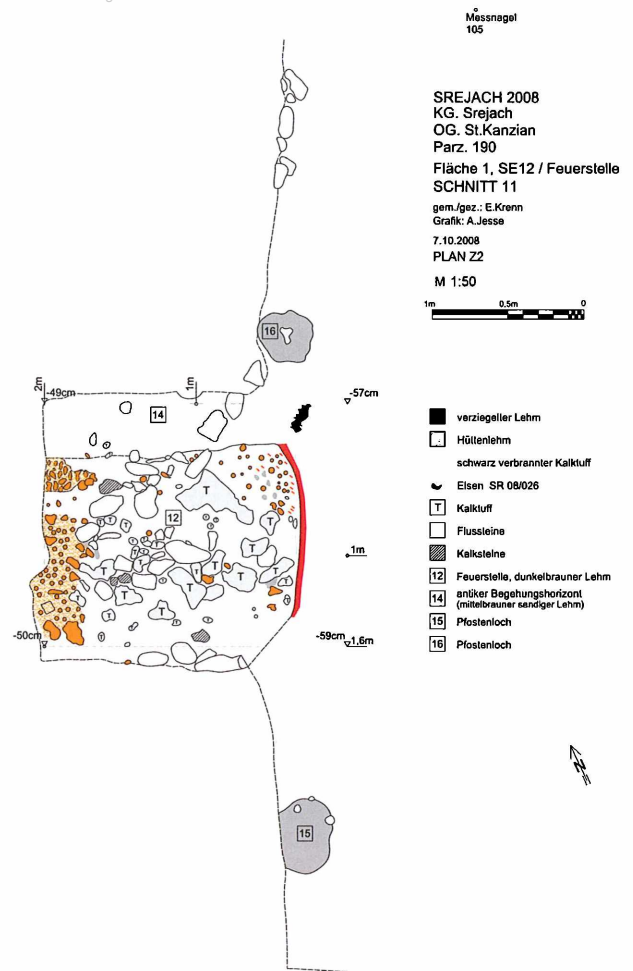 Messnagel
105
SREJACH 2008
KG. Srejach
OG. St.Kanzian
Parz. 190
Fläche 1, SE12 / Feuerstelle
SCHNITT 11
gem./gez.: E.Krenn
Grafik: A.Jesse
7.10.2008
PLAN Z2
M 1:50
1m 0,5m 0
16
2m -49cm 1m -57cm
14
T
12
T
T T T
T T T T T
T T T T T
T T
T
T T T T T T T
T T T T
T T T
1m
-50cm -59cm 1,6m
15
verziegelter Lehm
Hüttenlehm
schwarz verbrannter Kalktuff
Eisen SR 08/026
T Kalktuff
Flussteine
Kalksteine
12 Feuerstelle, dunkelbrauner Lehm
14 antiker Begehungshorizont
(mittelbrauner sandiger Lehm)
15 Pfostenloch
16 Pfostenloch
N